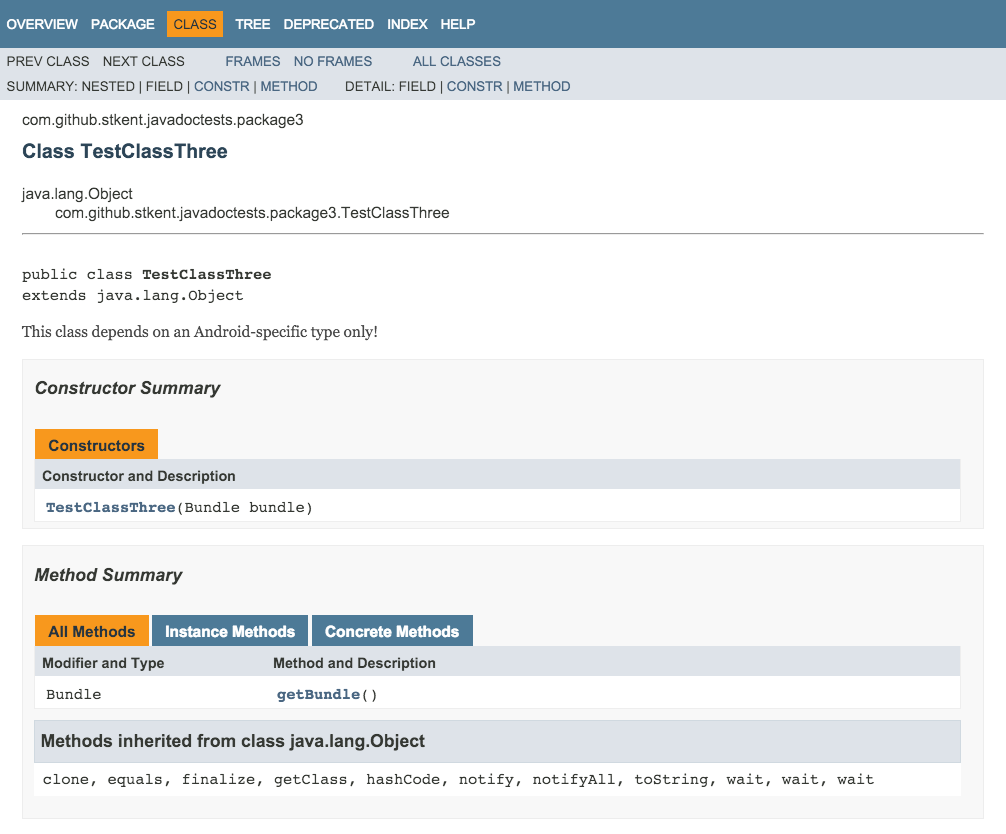 OVERVIEW PACKAGE CLASS TREE DEPRECATED INDEX HELP
PREV CLASS NEXT CLASS FRAMES NO FRAMES ALL CLASSES
SUMMARY: NESTED | FIELD | CONSTR | METHOD DETAIL: FIELD | CONSTR | METHOD
com.github.stkent.javadoctests.package3
Class TestClassThree
java.lang.Object
com.github.stkent.javadoctests.package3.TestClassThree
public class TestClassThree
extends java.lang.Object
This class depends on an Android-specific type only!
Constructor Summary
Constructors
Constructor and Description
TestClassThree(Bundle bundle)
Method Summary
All Methods Instance Methods Concrete Methods
Modifier and Type Method and Description
Bundle getBundle()
Methods inherited from class java.lang.Object
clone, equals, finalize, getClass, hashCode, notify, notifyAll, toString, wait, wait, wait